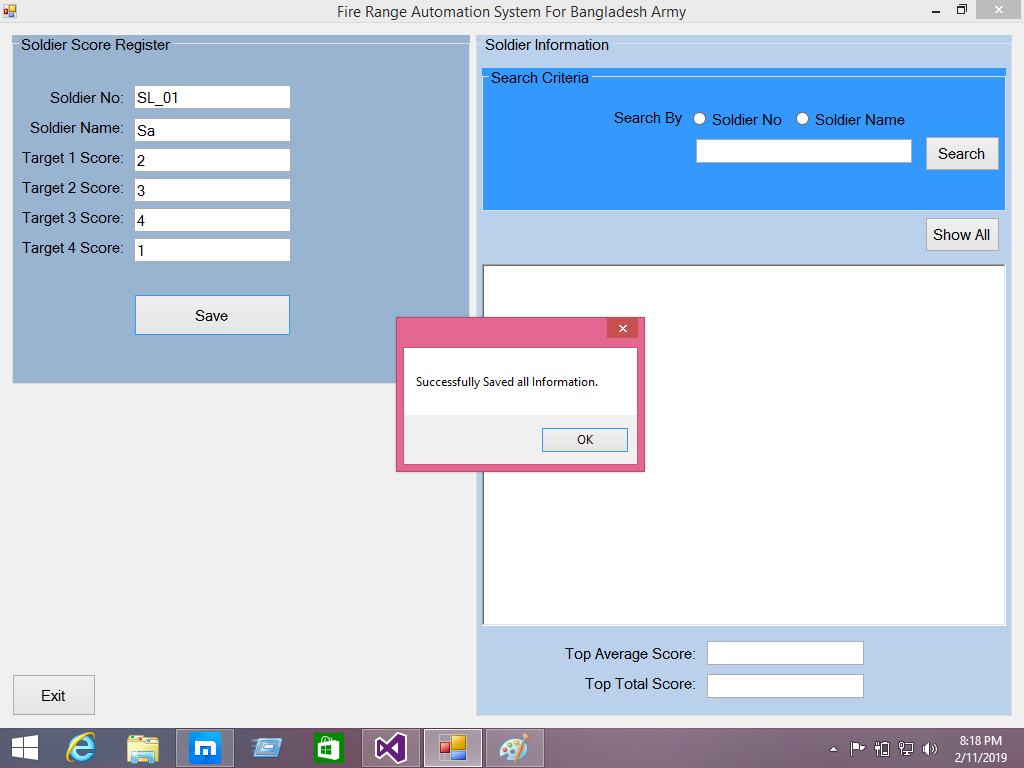 Fire Range Automation System For Bangladesh Army
Soldier Score Register
Soldier No: SL_01
Soldier Name: Sa
Target 1 Score: 2
Target 2 Score: 3
Target 3 Score: 4
Target 4 Score: 1
Save
Soldier Information
Search Criteria
Search By Soldier No Soldier Name
Search
Show All
Successfully Saved all Information.
OK
Top Average Score:
Top Total Score:
Exit
8:18 PM
2/11/2019